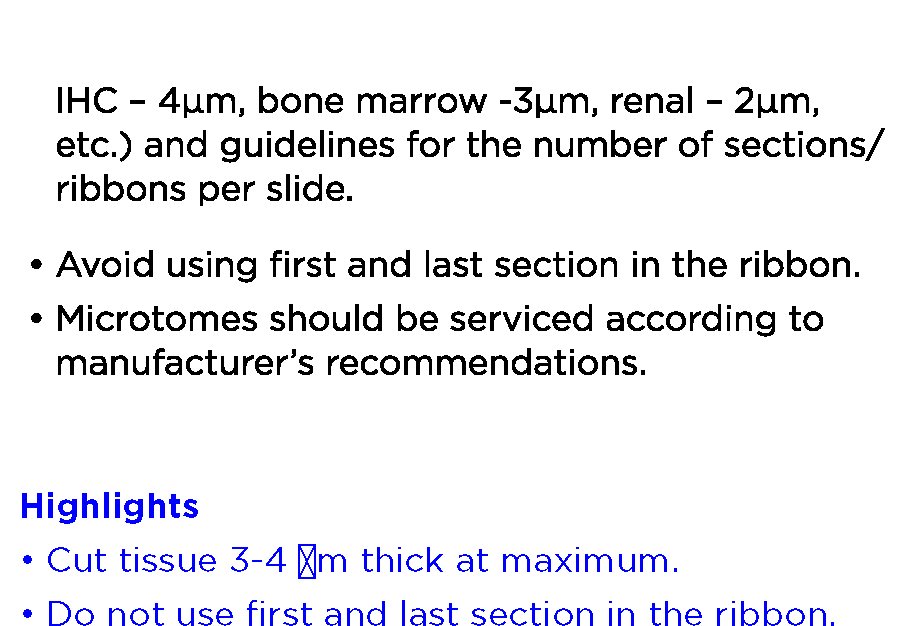 IHC – 4µm, bone marrow -3µm, renal – 2µm,
etc.) and guidelines for the number of sections/
ribbons per slide.
• Avoid using first and last section in the ribbon.
• Microtomes should be serviced according to
manufacturer’s recommendations.
Highlights
• Cut tissue 3-4 m thick at maximum.
• Do not use first and last section in the ribbon.